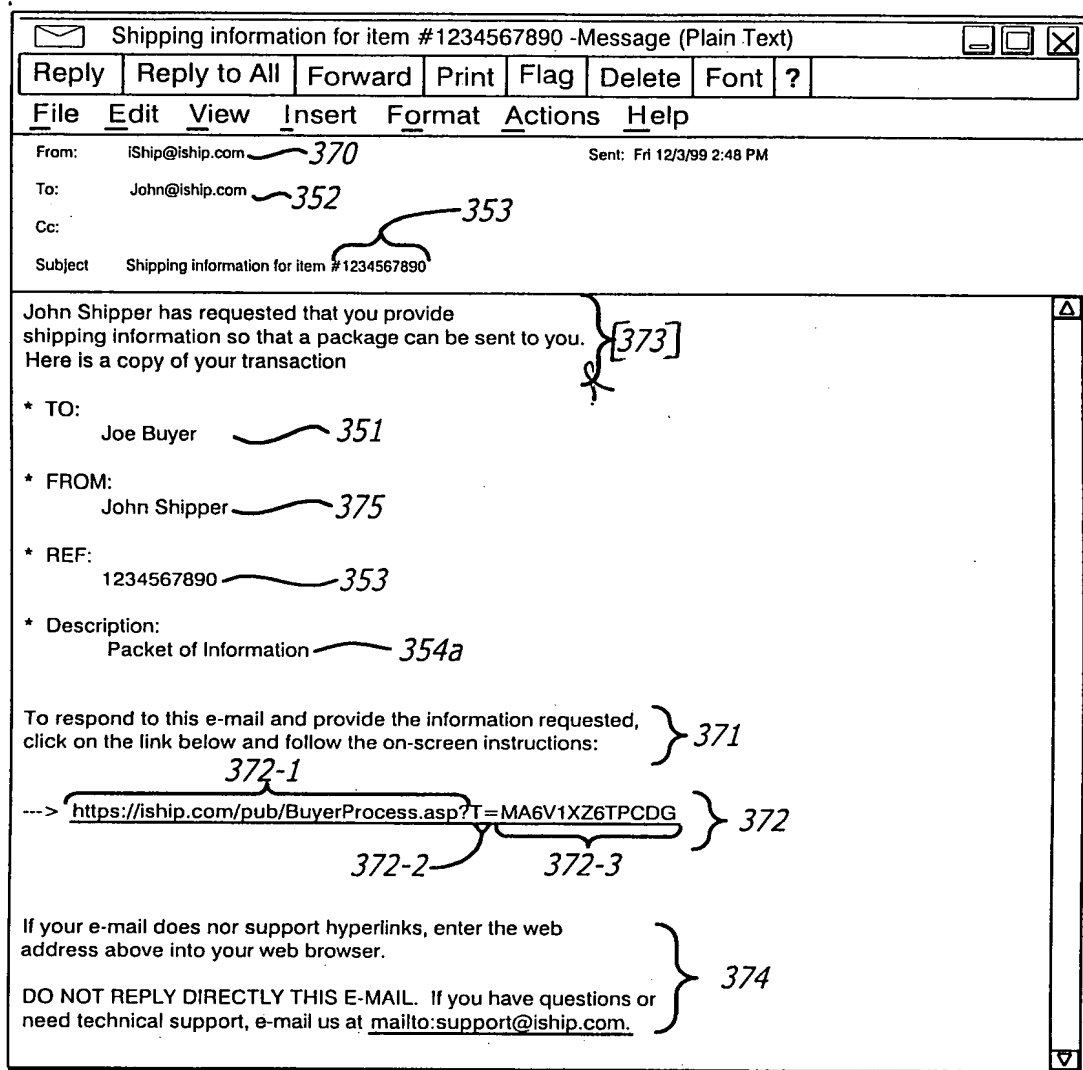 Shipping information for item #1234567890 -Message (Plain Text)
Reply Reply to All Forward Print Flag Delete Font ?
File Edit View Insert Format Actions Help
From: iShip@iship.com 370 Sent: Fri 12/3/99 2:48 PM
To: John@iship.com 352
353
Cc:
Subject Shipping information for item #1234567890
John Shipper has requested that you provide
shipping information so that a package can be sent to you. [373]
Here is a copy of your transaction
* TO:
Joe Buyer 351
* FROM:
John Shipper 375
* REF:
1234567890 353
* Description:
Packet of Information 354a
To respond to this e-mail and provide the information requested,
click on the link below and follow the on-screen instructions: 371
372-1
---> https://iship.com/pub/BuyerProcess.asp?T=MA6V1XZ6TPCDG 372
372-2 372-3
If your e-mail does nor support hyperlinks, enter the web
address above into your web browser.
374
DO NOT REPLY DIRECTLY THIS E-MAIL. If you have questions or
need technical support, e-mail us at mailto:support@iship.com.